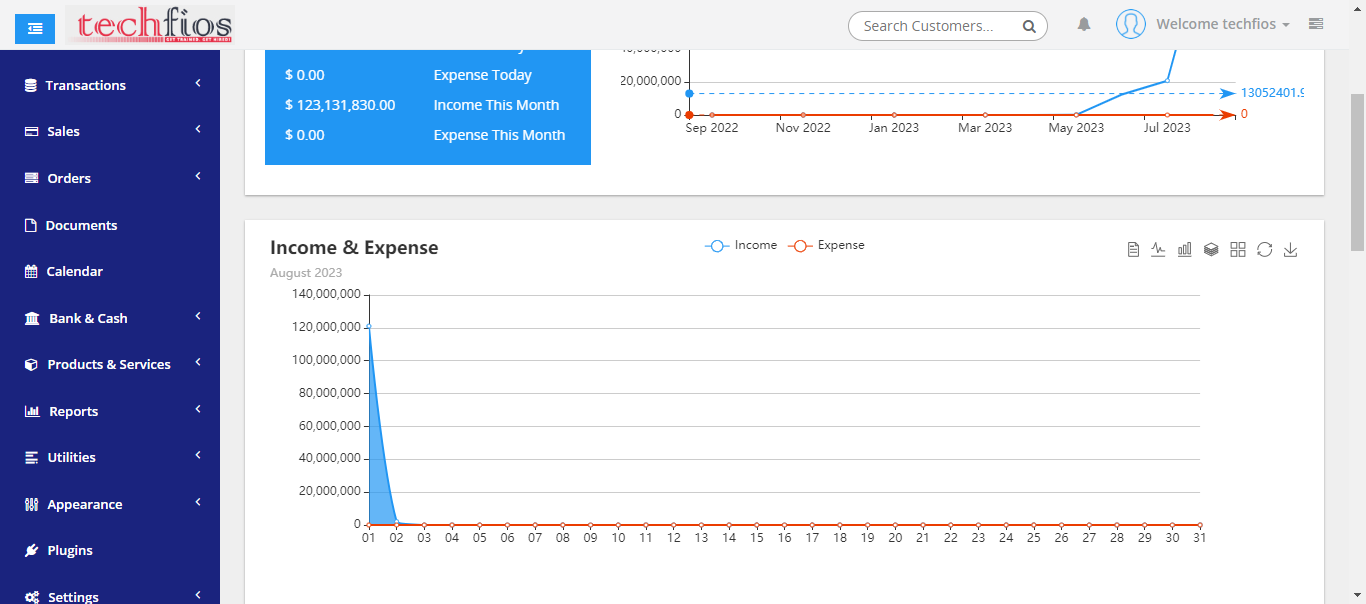 techfios
GET TRAINED. GET HIRED!
Search Customers...
Welcome techfios
Transactions
Sales
Orders
Documents
Calendar
Bank & Cash
Products & Services
Reports
Utilities
Appearance
Plugins
Settings
$ 0.00 Expense Today
$ 123,131,830.00 Income This Month
$ 0.00 Expense This Month
20,000,000
13052401.9
0
0
Sep 2022 Nov 2022 Jan 2023 Mar 2023 May 2023 Jul 2023
Income & Expense
August 2023
Income Expense
140,000,000
120,000,000
100,000,000
80,000,000
60,000,000
40,000,000
20,000,000
0
01 02 03 04 05 06 07 08 09 10 11 12 13 14 15 16 17 18 19 20 21 22 23 24 25 26 27 28 29 30 31